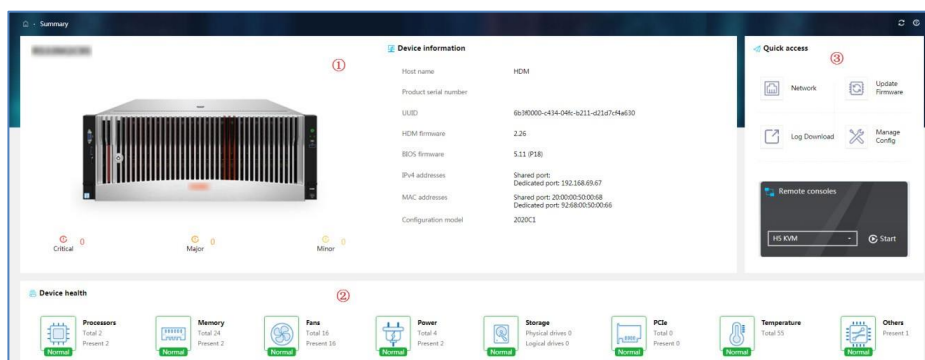 Summary
①
Critical 0
Major 0
Minor 0
Device information
Host name HDM
Product serial number
UUID 6b3f0000-c434-04fc-b211-d21d7cf4a630
HDM firmware 2.26
BIOS firmware 5.11 (P18)
IPv4 addresses Shared port:
Dedicated port: 192.168.69.67
MAC addresses Shared port: 20:00:00:50:00:68
Dedicated port: 92:68:00:50:00:66
Configuration model 2020C1
Quick access
③
Network
Update
Firmware
Log Download
Manage
Config
Remote consoles
H5 KVM
Start
Device health
②
Processors
Total 2
Present 2
Normal
Memory
Total 24
Present 2
Normal
Fans
Total 16
Present 16
Normal
Power
Total 4
Present 2
Normal
Storage
Physical drives 0
Logical drives 0
Normal
PCIe
Total 0
Present 0
Normal
Temperature
Total 55
Normal
Others
Present 1
Normal